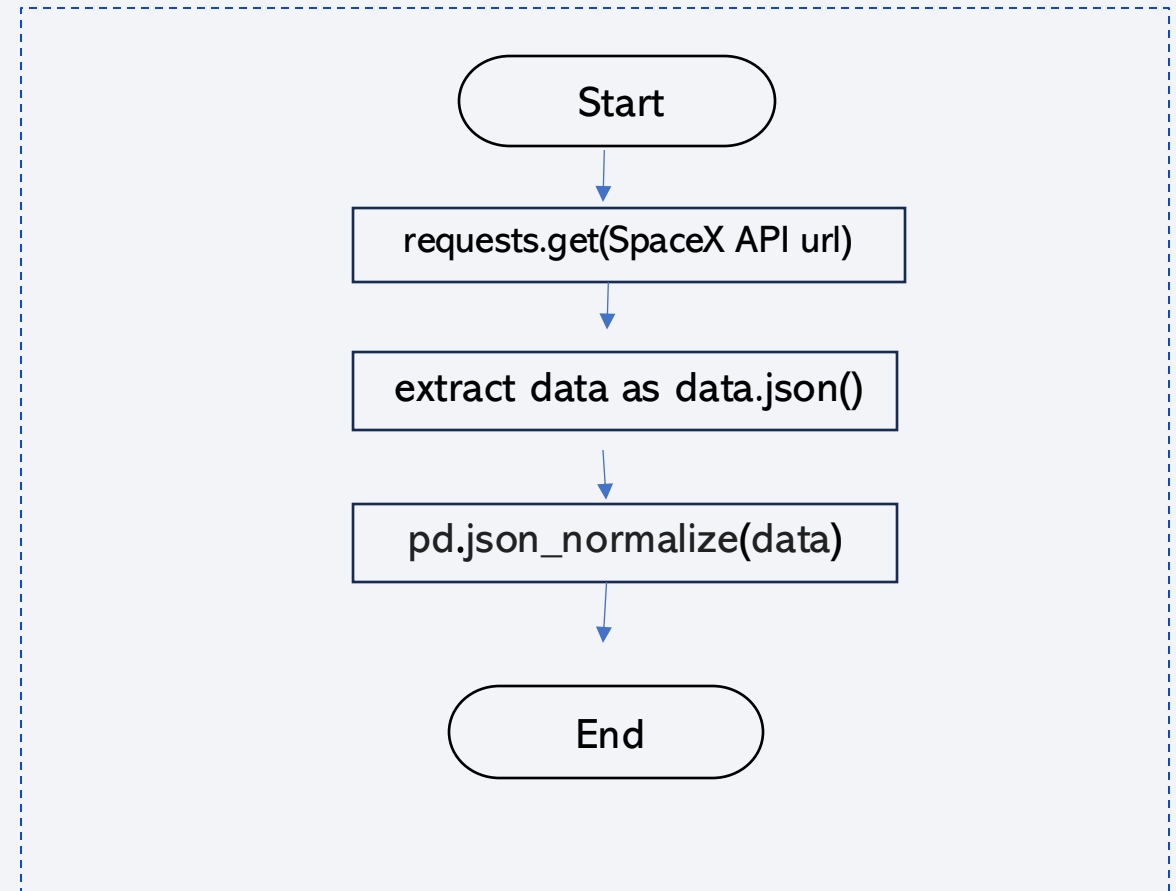 Start
requests.get(SpaceX API url)
extract data as data.json()
pd.json_normalize(data)
End